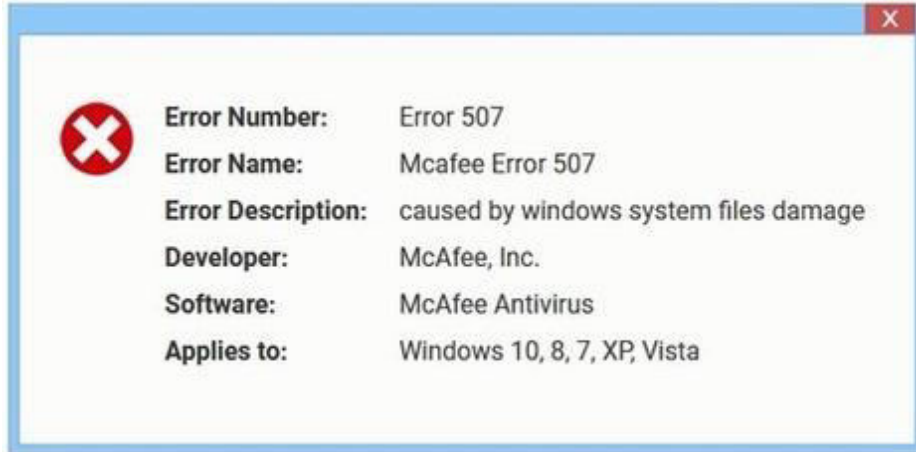 X
Error Number: Error 507
Error Name: Mcafee Error 507
Error Description: caused by windows system files damage
Developer: McAfee, Inc.
Software: McAfee Antivirus
Applies to: Windows 10, 8, 7, XP, Vista